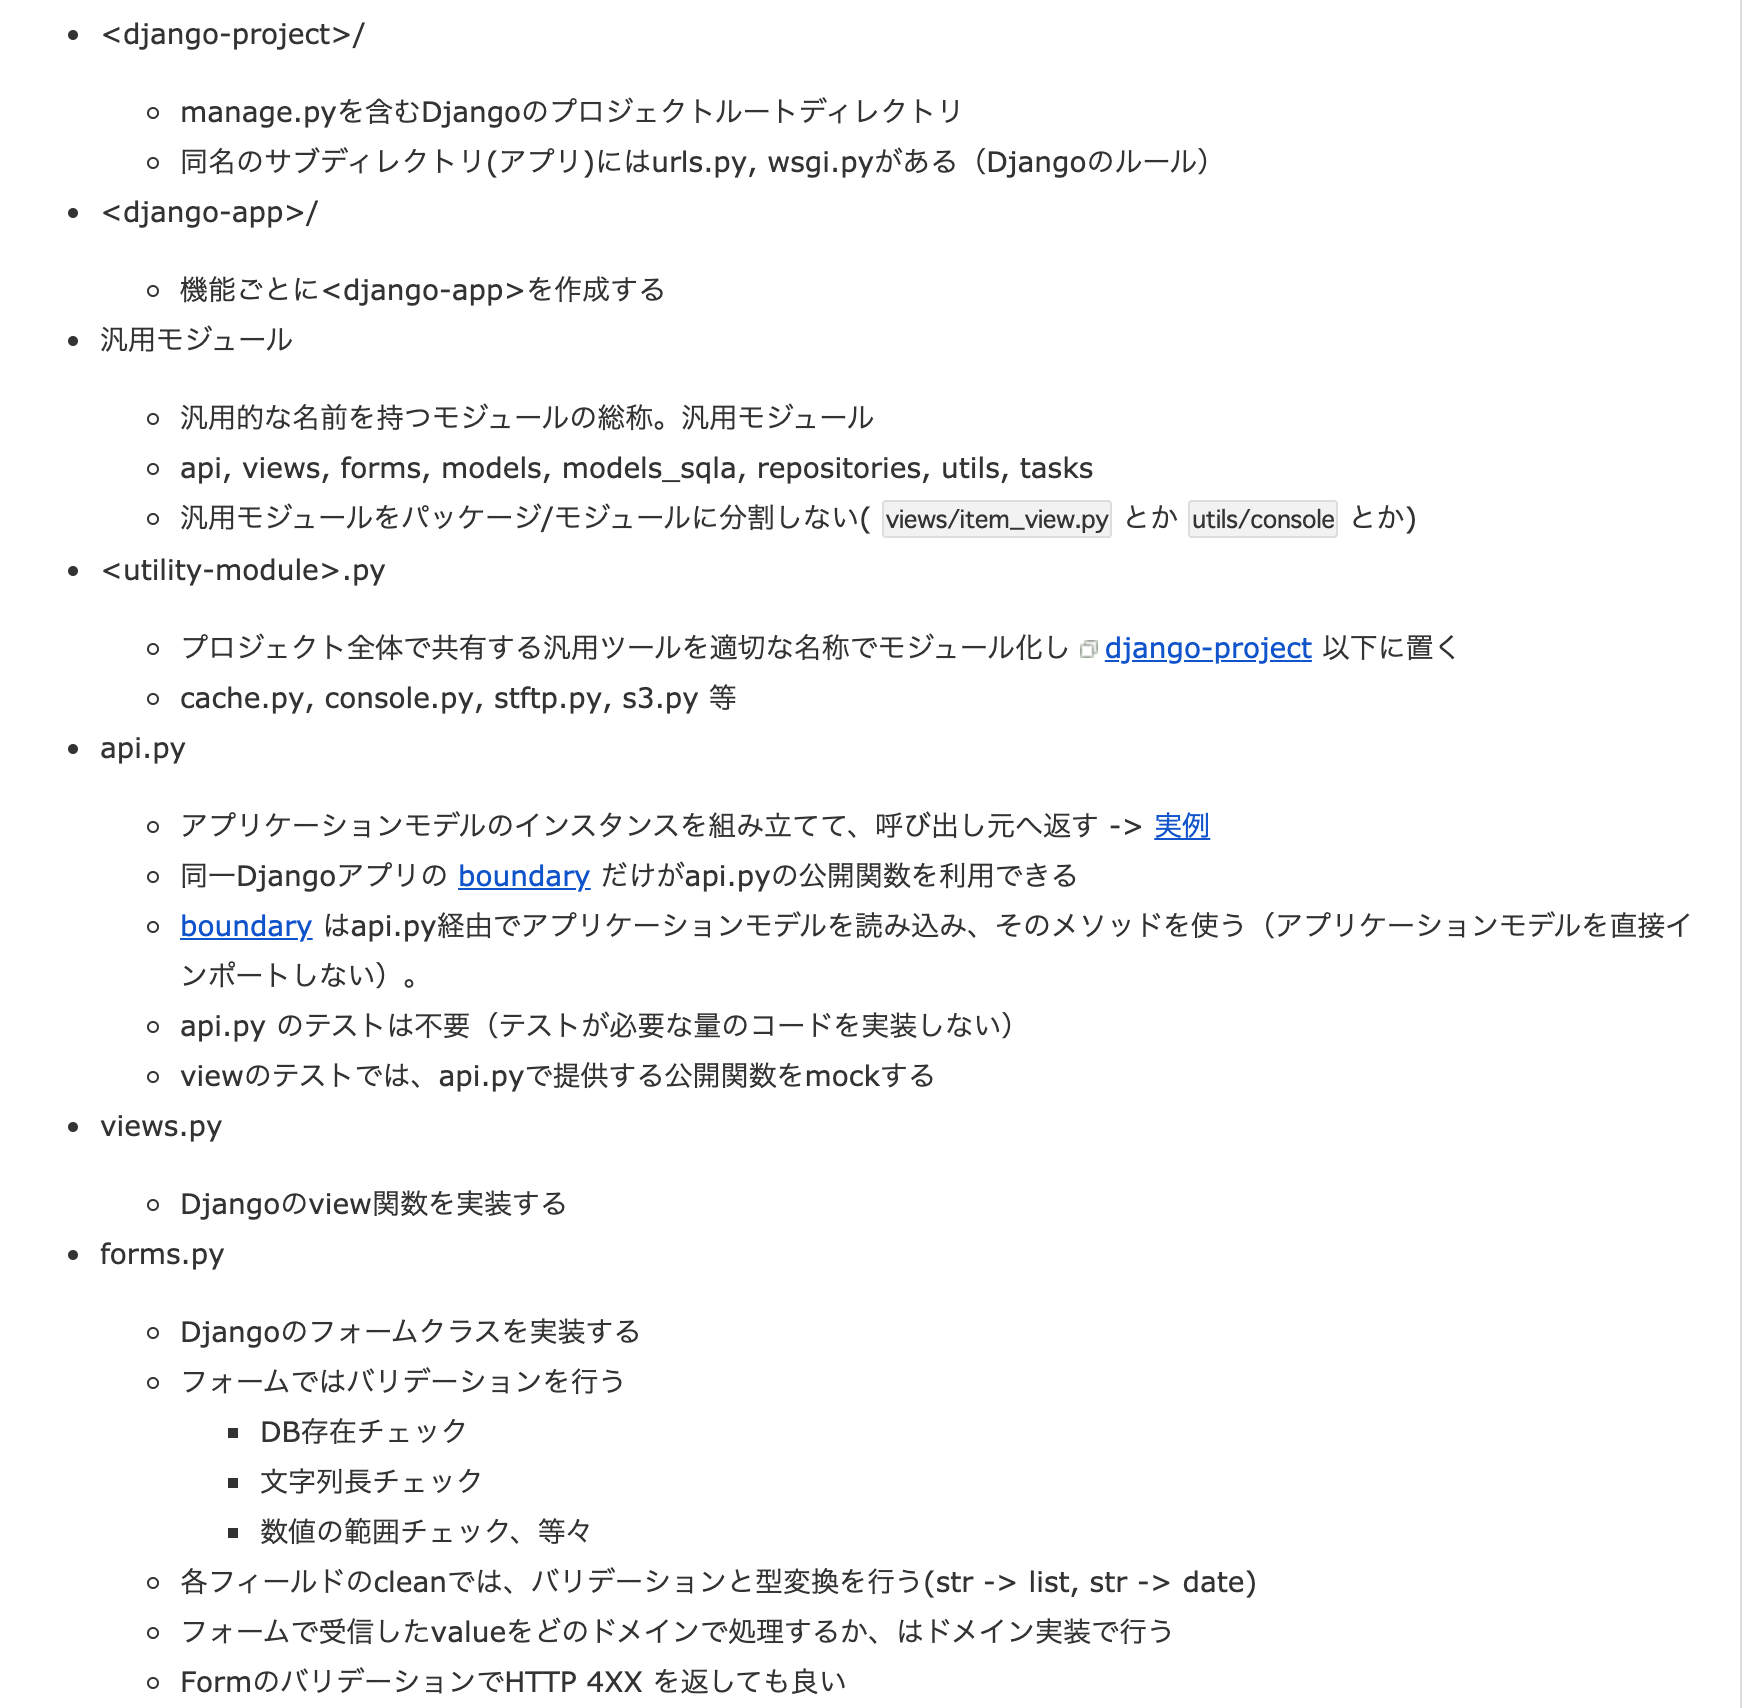 <django-project>/
manage.pyを含むDjangoのプロジェクトルートディレクトリ
同名のサブディレクトリ(アプリ)にはurls.py, wsgi.pyがある（Djangoのルール）
<django-app>/
機能ごとに<django-app>を作成する
汎用モジュール
汎用的な名前を持つモジュールの総称。汎用モジュール
api, views, forms, models, models_sqla, repositories, utils, tasks
汎用モジュールをパッケージ/モジュールに分割しない( views/item_view.py とか utils/console とか)
<utility-module>.py
プロジェクト全体で共有する汎用ツールを適切な名称でモジュール化し django-project 以下に置く
cache.py, console.py, stftp.py, s3.py 等
api.py
アプリケーションモデルのインスタンスを組み立てて、呼び出し元へ返す -> 実例
同一Djangoアプリの boundary だけがapi.pyの公開関数を利用できる
boundary はapi.py経由でアプリケーションモデルを読み込み、そのメソッドを使う（アプリケーションモデルを直接イ
ンポートしない）。
api.py のテストは不要（テストが必要な量のコードを実装しない）
viewのテストでは、api.pyで提供する公開関数をmockする
views.py
Djangoのview関数を実装する
forms.py
Djangoのフォームクラスを実装する
フォームではバリデーションを行う
DB存在チェック
文字列長チェック
数値の範囲チェック、等々
各フィールドのcleanでは、バリデーションと型変換を行う(str -> list, str -> date)
フォームで受信したvalueをどのドメインで処理するか、はドメイン実装で行う
FormのバリデーションでHTTP 4XX を返しても良い